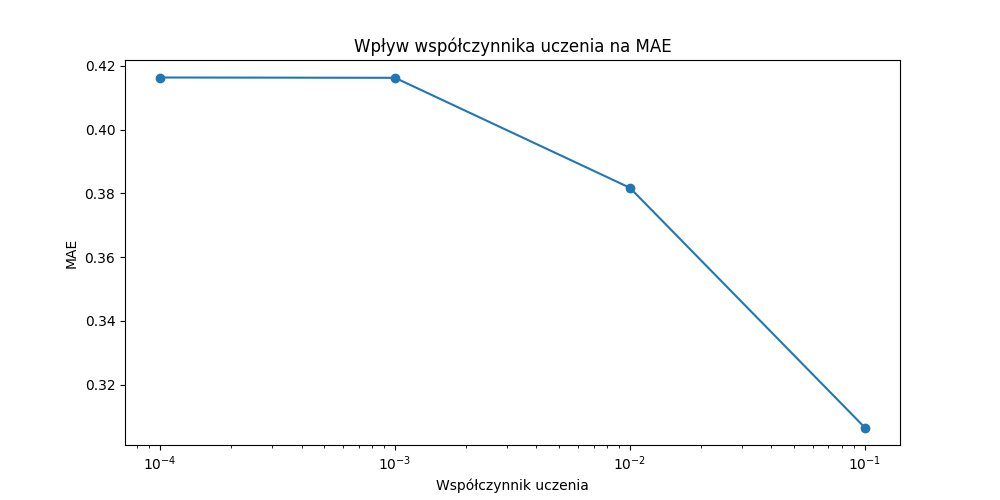 Wpływ współczynnika uczenia na MAE
0.42
0.40
0.38
0.36
0.34
0.32
MAE
10⁻⁴ 10⁻³ 10⁻² 10⁻¹
Współczynnik uczenia